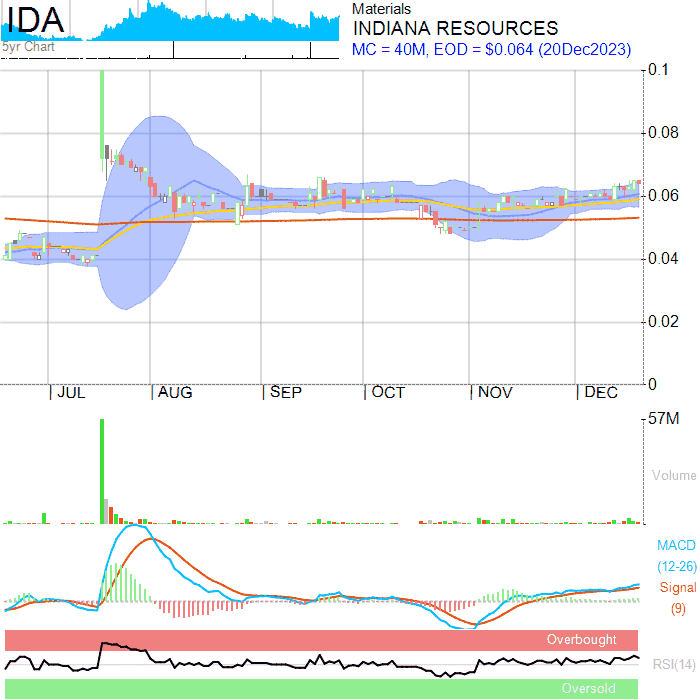 IDA
5yr Chart
Materials
INDIANA RESOURCES
MC = 40M, EOD = $0.064 (20Dec2023)
0.1
0.08
0.06
0.04
0.02
0
JUL AUG SEP OCT NOV DEC
57M
Volume
MACD
(12-26)
Signal
(9)
Overbought
RSI(14)
Oversold